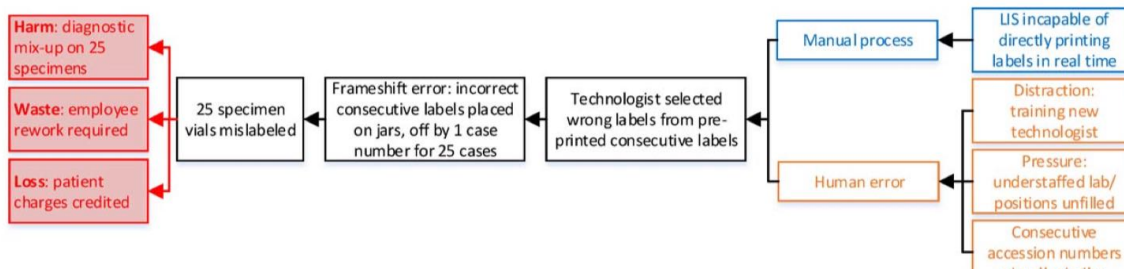 Harm: diagnostic
mix-up on 25
specimens
Waste: employee
rework required
Loss: patient
charges credited
25 specimen
vials mislabeled
Frameshift error: incorrect
consecutive labels placed
on jars, off by 1 case
number for 25 cases
Technologist selected
wrong labels from pre-
printed consecutive labels
Manual process
Human error
LIS incapable of
directly printing
labels in real time
Distraction:
training new
technologist
Pressure:
understaffed lab/
positions unfilled
Consecutive
accession numbers